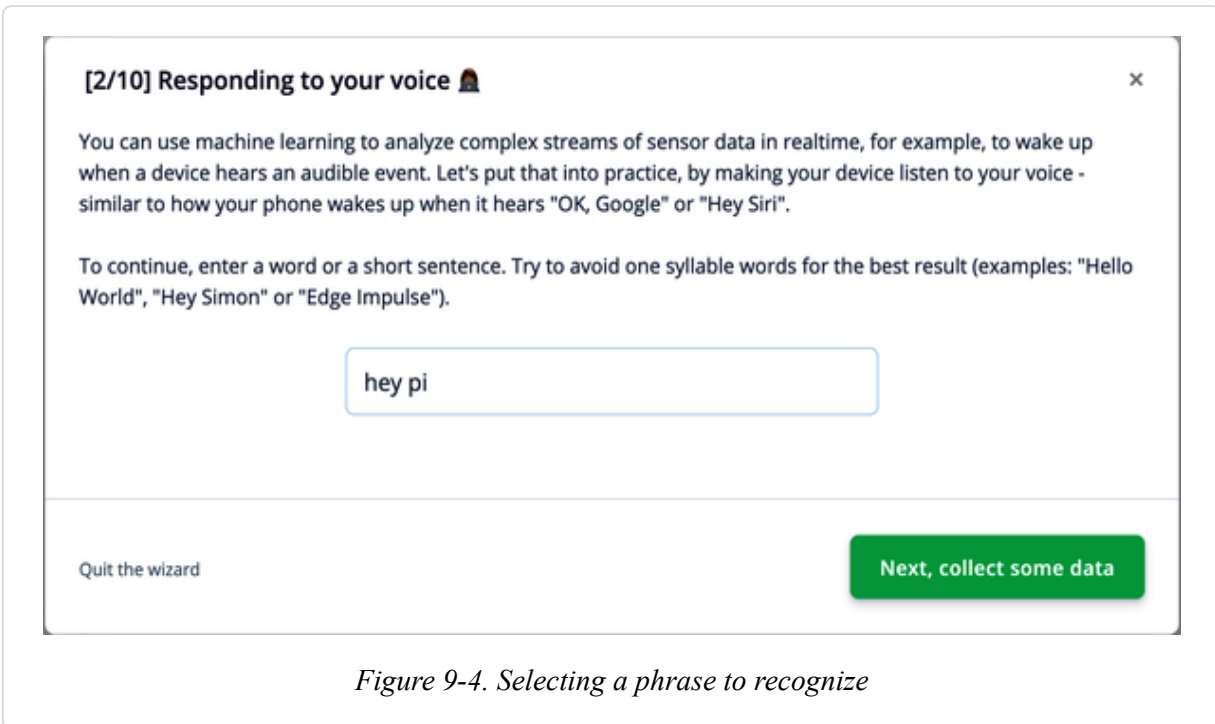 [2/10] Responding to your voice
×
You can use machine learning to analyze complex streams of sensor data in realtime, for example, to wake up
when a device hears an audible event. Let's put that into practice, by making your device listen to your voice -
similar to how your phone wakes up when it hears "OK, Google" or "Hey Siri".
To continue, enter a word or a short sentence. Try to avoid one syllable words for the best result (examples: "Hello
World", "Hey Simon" or "Edge Impulse").
hey pi
Quit the wizard
Next, collect some data
Figure 9-4. Selecting a phrase to recognize